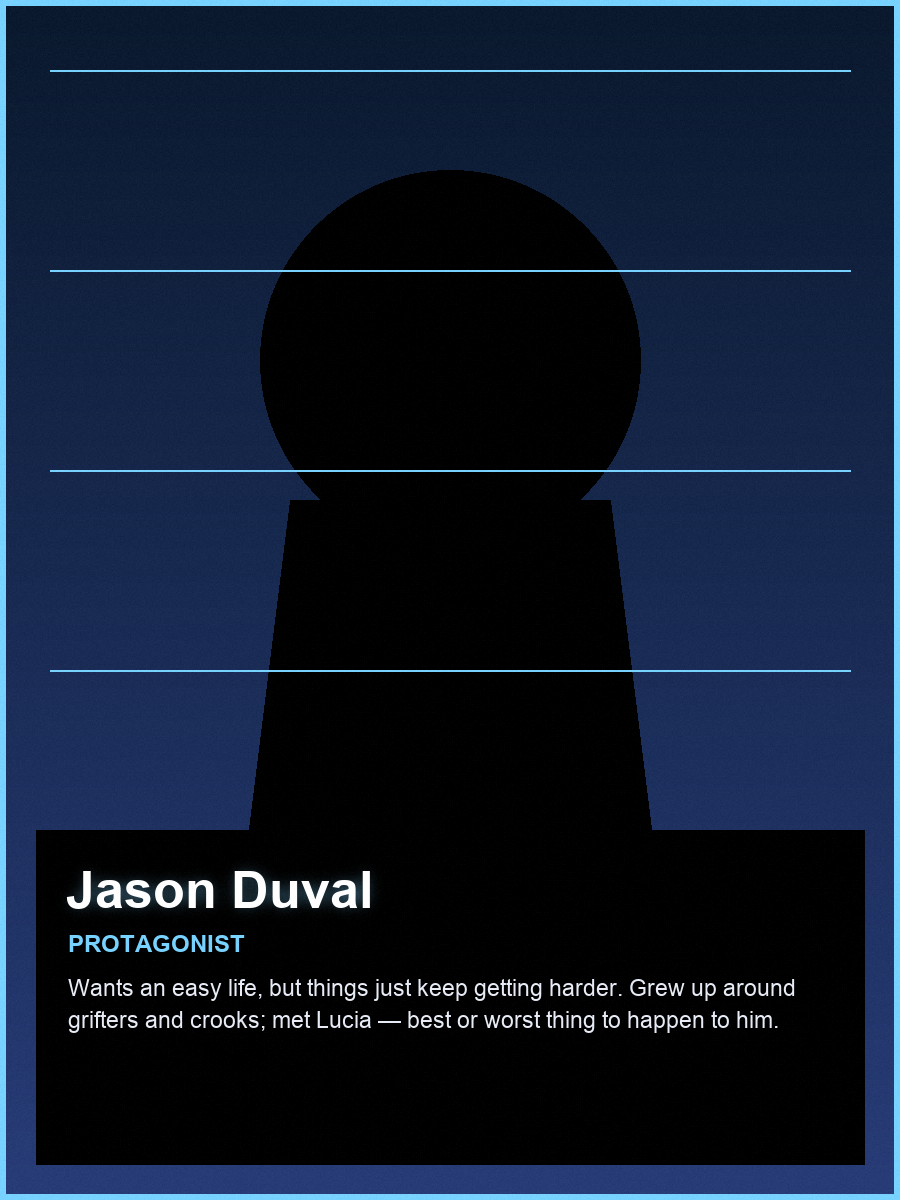 Jason Duval
PROTAGONIST
Wants an easy life, but things just keep getting harder. Grew up around
grifters and crooks; met Lucia — best or worst thing to happen to him.